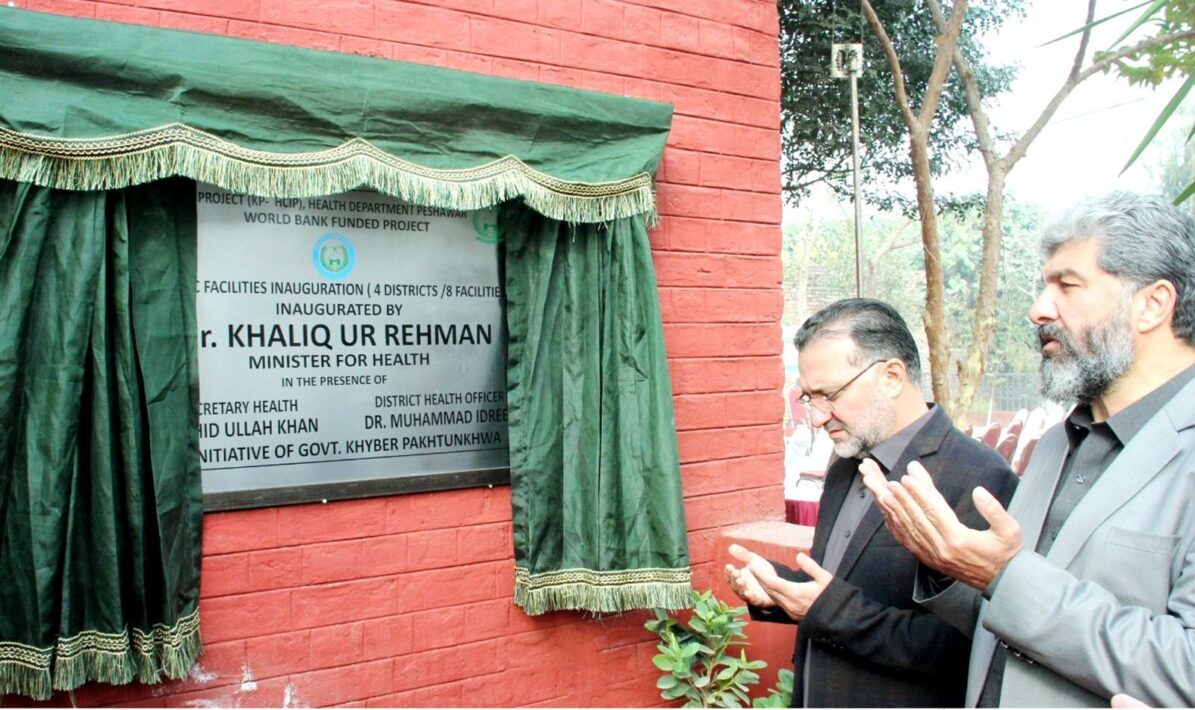 PROJECT (KP- HCIP), HEALTH DEPARTMENT PESHAWAR
WORLD BANK FUNDED PROJECT
C FACILITIES INAUGURATION ( 4 DISTRICTS /8 FACILITIE
INAUGURATED BY
r. KHALIQ UR REHMAN
MINISTER FOR HEALTH
IN THE PRESENCE OF
CRETARY HEALTH DISTRICT HEALTH OFFICER
HID ULLAH KHAN DR. MUHAMMAD IDREE
INITIATIVE OF GOVT. KHYBER PAKHTUNKHWA